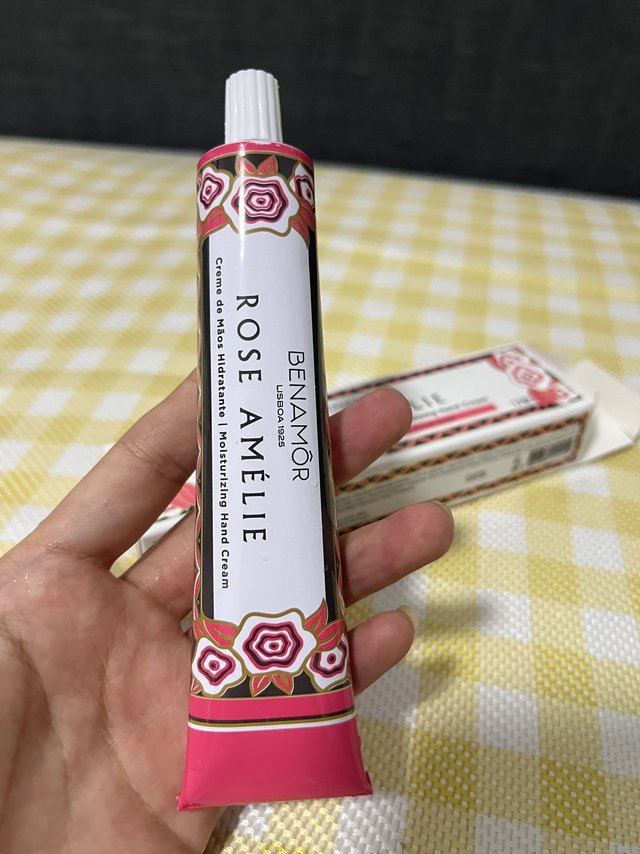 BENAMÔR
LISBOA 1925
ROSE AMÉLIE
Creme de Mãos Hidratante | Moisturizing Hand Cream